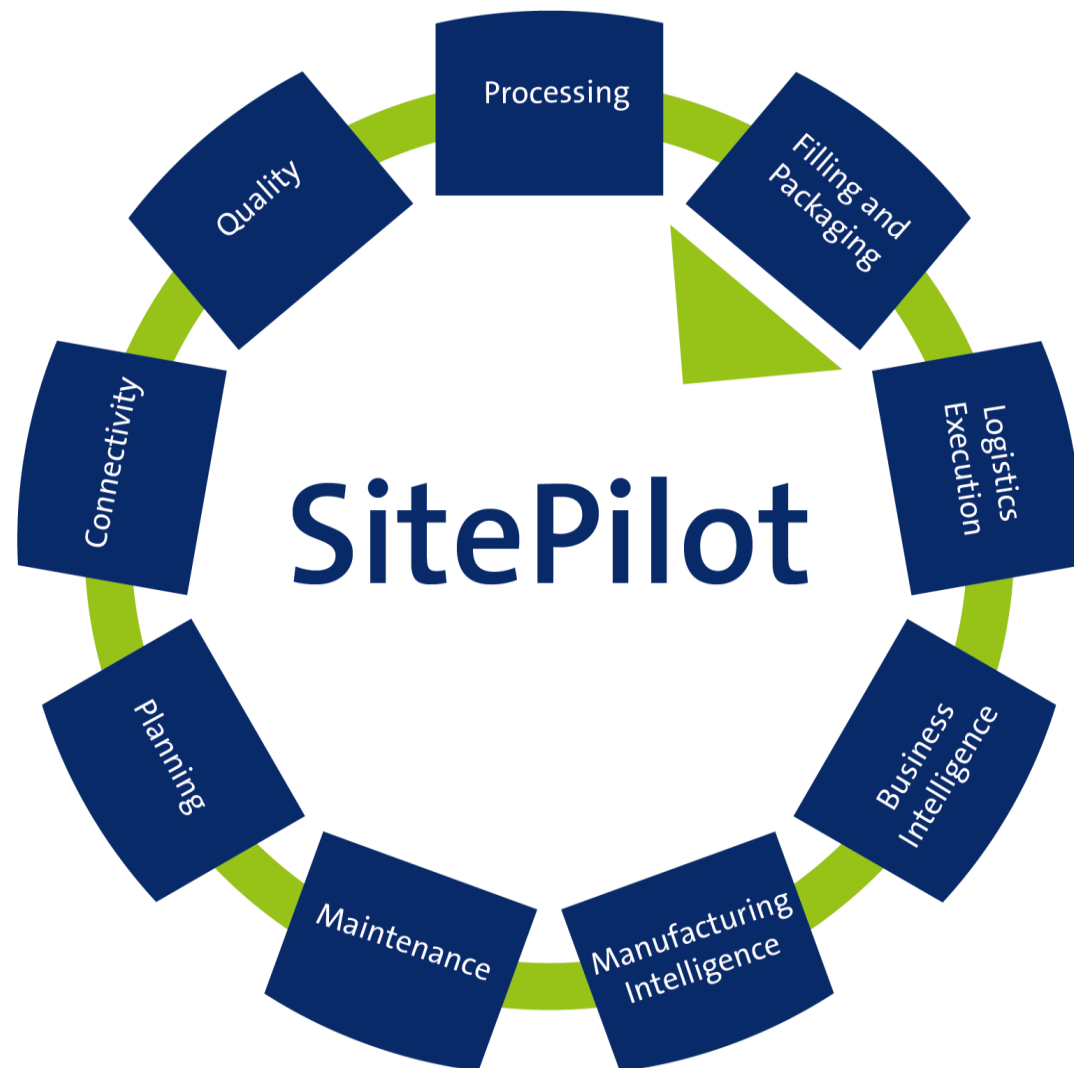 Processing
Filling and
Packaging
Logistics
Execution
Business
Intelligence
Manufacturing
Intelligence
Maintenance
Planning
Connectivity
Quality
SitePilot